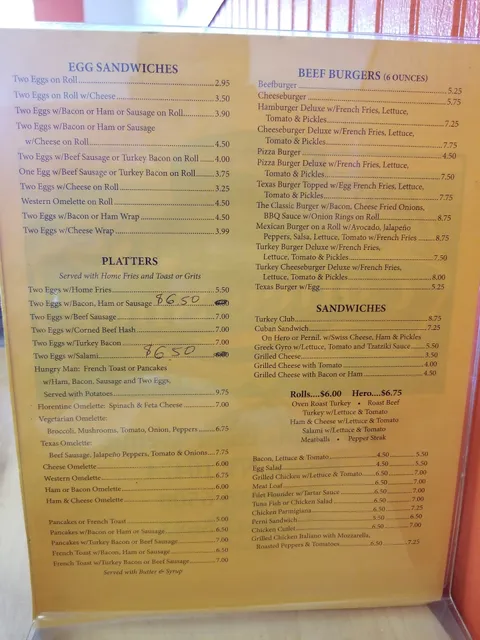 EGG SANDWICHES
Two Eggs on Roll 2.95
Two Eggs on Roll w/Cheese 3.50
Two Eggs w/Bacon or Ham or Sausage on Roll 3.90
Two Eggs w/Bacon or Ham or Sausage
w/Cheese on Roll 4.50
Two Eggs w/Beef Sausage or Turkey Bacon on Roll 4.00
One Egg w/Beef Sausage or Turkey Bacon on Roll 3.75
Two Eggs w/Cheese on Roll 3.25
Western Omelette on Roll 4.50
Two Eggs w/Bacon or Ham Wrap 4.50
Two Eggs w/Cheese Wrap 3.99
PLATTERS
Served with Home Fries and Toast or Grits
Two Eggs w/Home Fries 5.50
Two Eggs w/Bacon, Ham or Sausage $6.50
Two Eggs w/Beef Sausage 7.00
Two Eggs w/Corned Beef Hash 7.00
Two Eggs w/Turkey Bacon 7.00
Two Eggs w/Salami $6.50
Hungry Man: French Toast or Pancakes
w/Ham, Bacon, Sausage and Two Eggs,
Served with Potatoes 9.75
Florentine Omelette: Spinach & Feta Cheese 7.00
Vegetarian Omelette:
Broccoli, Mushrooms, Tomato, Onion, Peppers 6.75
Texas Omelette:
Beef Sausage, Jalapeño Peppers, Tomato & Onions 7.75
Cheese Omelette 6.00
Western Omelette 6.75
Ham or Bacon Omelette 6.00
Ham & Cheese Omelette 7.00
Pancakes or French Toast 5.00
Pancakes w/Bacon or Ham or Sausage 6.50
Pancakes w/Turkey Bacon or Beef Sausage 7.00
French Toast w/Bacon, Ham or Sausage 6.50
French Toast w/Turkey Bacon or Beef Sausage 7.00
Served with Butter & Syrup
BEEF BURGERS (6 OUNCES)
Beefburger 5.25
Cheeseburger 5.75
Hamburger Deluxe w/French Fries, Lettuce,
Tomato & Pickles 7.25
Cheeseburger Deluxe w/French Fries, Lettuce,
Tomato & Pickles 7.75
Pizza Burger 4.50
Pizza Burger Deluxe w/French Fries, Lettuce,
Tomato & Pickles 7.50
Texas Burger Topped w/Egg French Fries, Lettuce,
Tomato & Pickles 7.75
The Classic Burger w/Bacon, Cheese Fried Onions,
BBQ Sauce w/Onion Rings on Roll 8.75
Mexican Burger on a Roll w/Avocado, Jalapeño
Peppers, Salsa, Lettuce, Tomato w/French Fries 8.75
Turkey Burger Deluxe w/French Fries,
Lettuce, Tomato & Pickles 7.50
Turkey Cheeseburger Deluxe w/French Fries,
Lettuce, Tomato & Pickles 8.00
Texas Burger w/Egg 5.25
SANDWICHES
Turkey Club 8.75
Cuban Sandwich 7.25
On Hero or Pernil w/Swiss Cheese, Ham & Pickles
Greek Gyro w/Lettuce, Tomato and Tzatziki Sauce 5.50
Grilled Cheese 3.50
Grilled Cheese with Tomato 4.00
Grilled Cheese with Bacon or Ham 4.50
Rolls....$6.00 Hero....$6.75
Oven Roast Turkey • Roast Beef
Turkey w/Lettuce & Tomato
Ham & Cheese w/Lettuce & Tomato
Salami w/Lettuce & Tomato
Meatballs • Pepper Steak
Bacon, Lettuce & Tomato 4.50 5.50
Egg Salad 4.50 5.50
Grilled Chicken w/Lettuce & Tomato 6.50 7.00
Meat Loaf 6.50 7.00
Filet Flounder w/Tartar Sauce 6.50 7.00
Tuna Fish or Chicken Salad 6.50 7.00
Chicken Parmigiana 6.50 7.25
Pernil Sandwich 6.50
Chicken Cutlet 6.50 7.00
Grilled Chicken Italiano with Mozzarella,
Roasted Peppers & Tomatoes 6.50 7.25